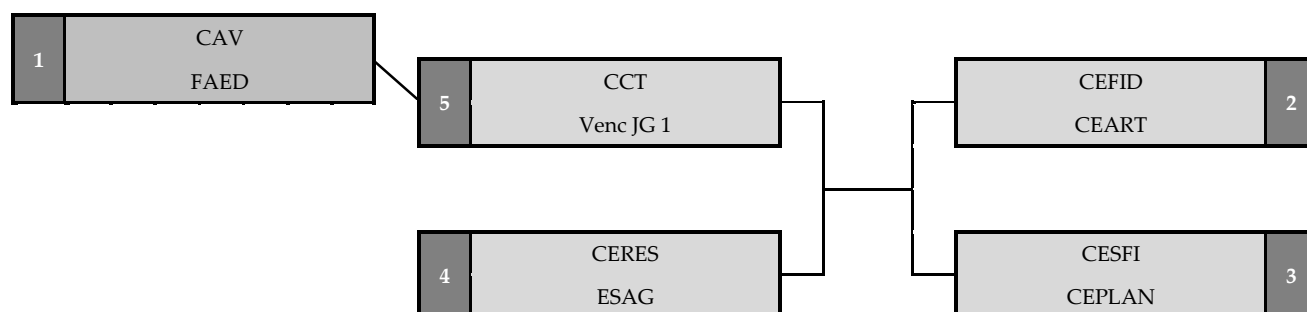 1
CAV
FAED
5
CCT
Venc JG 1
CEFID
CEART
2
4
CERES
ESAG
CESFI
CEPLAN
3